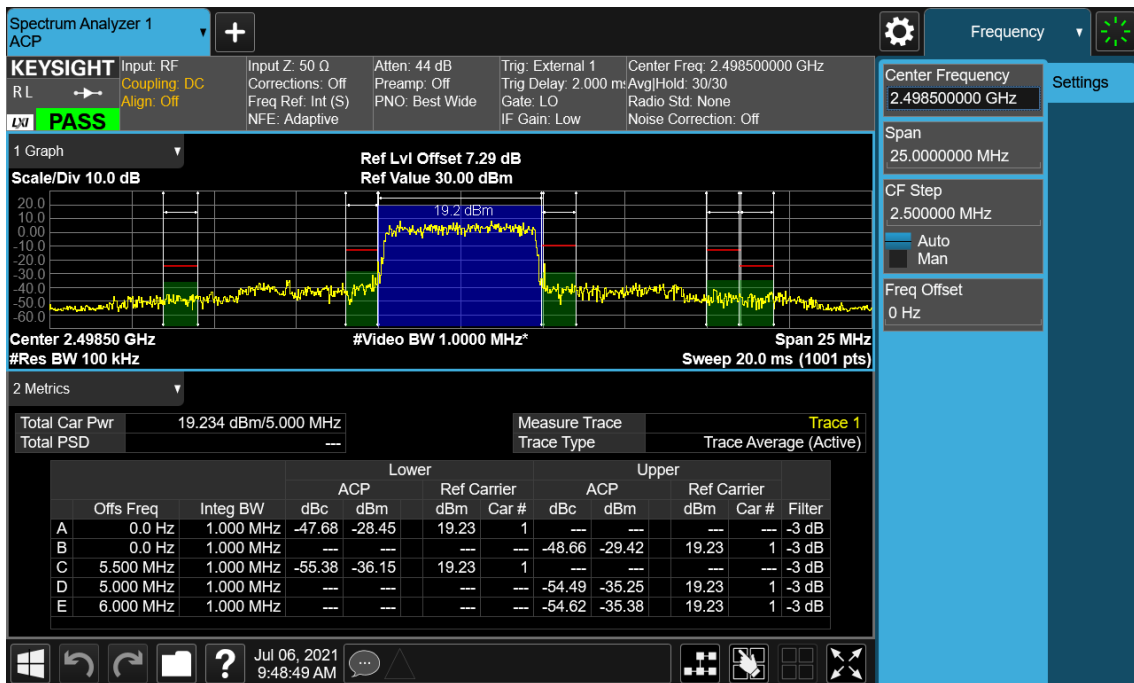 Spectrum Analyzer 1
ACP
+
Frequency
KEYSIGHT
RL
LXI
PASS
Input: RF
Coupling: DC
Align: Off
Input Z: 50 Ω
Corrections: Off
Freq Ref: Int (S)
NFE: Adaptive
Atten: 44 dB
Preamp: Off
PNO: Best Wide
Trig: External 1
Trig Delay: 2.000 ms
Gate: LO
IF Gain: Low
Center Freq: 2.498500000 GHz
Avg|Hold: 30/30
Radio Std: None
Noise Correction: Off
Center Frequency
2.498500000 GHz
Settings
Span
25.0000000 MHz
CF Step
2.500000 MHz
Auto
Man
Freq Offset
0 Hz
1 Graph
Scale/Div 10.0 dB
Ref Lvl Offset 7.29 dB
Ref Value 30.00 dBm
19.2 dBm
20.0
10.0
0.00
-10.0
-20.0
-30.0
-40.0
-50.0
-60.0
Center 2.49850 GHz #Video BW 1.0000 MHz* Span 25 MHz
#Res BW 100 kHz Sweep 20.0 ms (1001 pts)
2 Metrics
Total Car Pwr 19.234 dBm/5.000 MHz Measure Trace Trace 1
Total PSD --- Trace Type Trace Average (Active)
Lower Upper
ACP Ref Carrier ACP Ref Carrier
Offs Freq Integ BW dBc dBm dBm Car # dBc dBm dBm Car # Filter
A 0.0 Hz 1.000 MHz -47.68 -28.45 19.23 1 --- --- --- --- -3 dB
B 0.0 Hz 1.000 MHz --- --- --- --- -48.66 -29.42 19.23 1 -3 dB
C 5.500 MHz 1.000 MHz -55.38 -36.15 19.23 1 --- --- --- --- -3 dB
D 5.000 MHz 1.000 MHz --- --- --- --- -54.49 -35.25 19.23 1 -3 dB
E 6.000 MHz 1.000 MHz --- --- --- --- -54.62 -35.38 19.23 1 -3 dB
?
Jul 06, 2021
9:48:49 AM